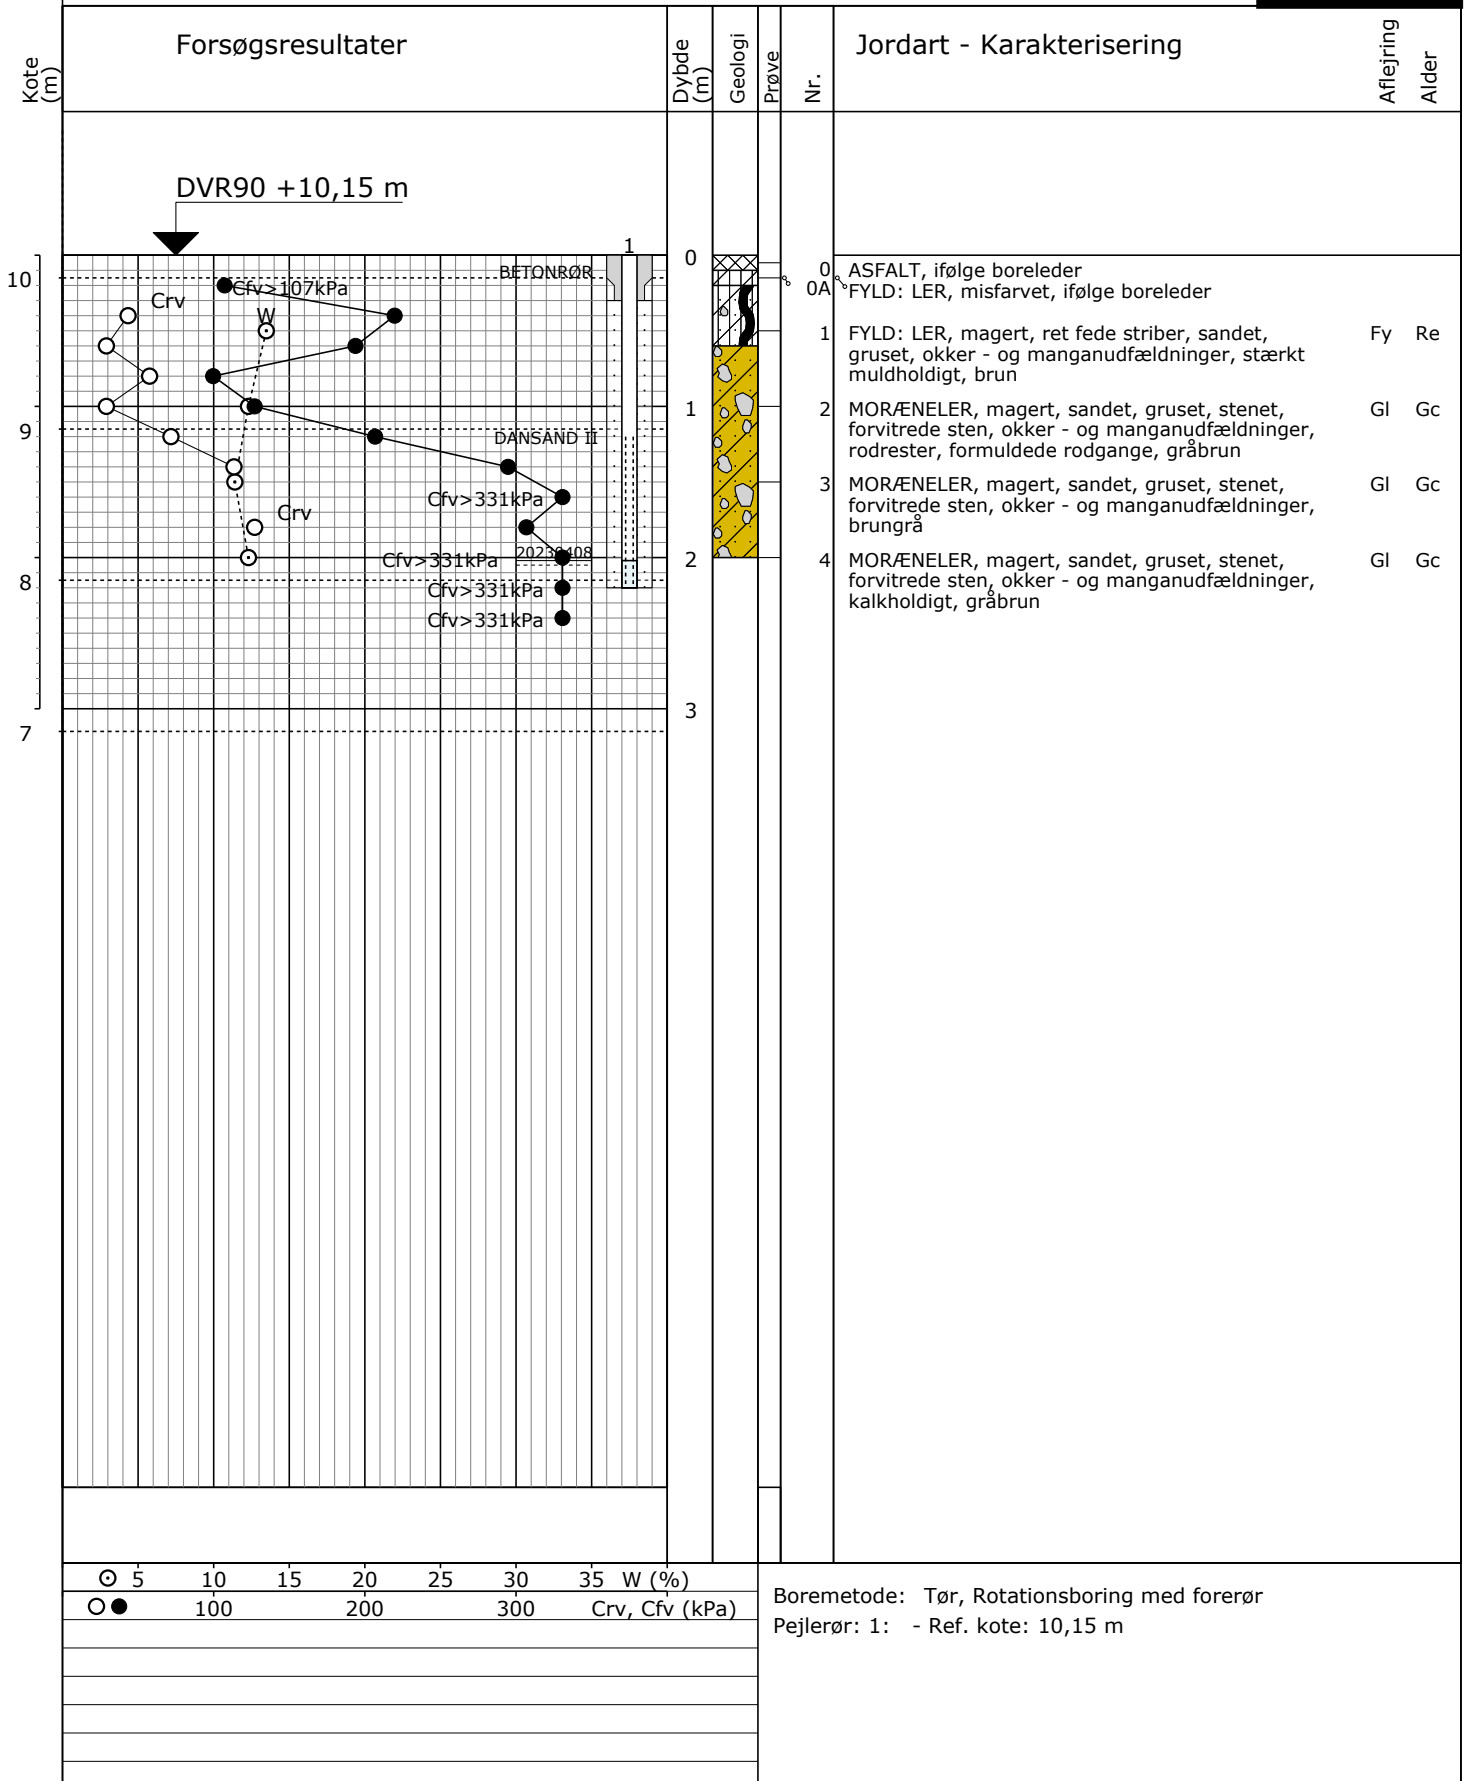 Forsøgsresultater
Kote
(m)
Dybde
(m)
Geologi
Prøve
Nr.
Jordart - Karakterisering
Aflejring
Alder
DVR90 +10,15 m
1
0
BETONRØR
10
Cfv>107kPa
Crv
W
1
9
DANSAND II
Cfv>331kPa
Crv
20230408
Cfv>331kPa
2
8
Cfv>331kPa
Cfv>331kPa
3
7
0 ASFALT, ifølge boreleder
0A FYLD: LER, misfarvet, ifølge boreleder
1 FYLD: LER, magert, ret fede striber, sandet, Fy Re
gruset, okker - og manganudfældninger, stærkt
muldholdigt, brun
2 MORÆNELER, magert, sandet, gruset, stenet, Gl Gc
forvitrede sten, okker - og manganudfældninger,
rodrester, formuldede rodgange, gråbrun
3 MORÆNELER, magert, sandet, gruset, stenet, Gl Gc
forvitrede sten, okker - og manganudfældninger,
brungrå
4 MORÆNELER, magert, sandet, gruset, stenet, Gl Gc
forvitrede sten, okker - og manganudfældninger,
kalkholdigt, gråbrun
5 10 15 20 25 30 35 W (%)
100 200 300 Crv, Cfv (kPa)
Boremetode: Tør, Rotationsboring med forerør
Pejlerør: 1: - Ref. kote: 10,15 m